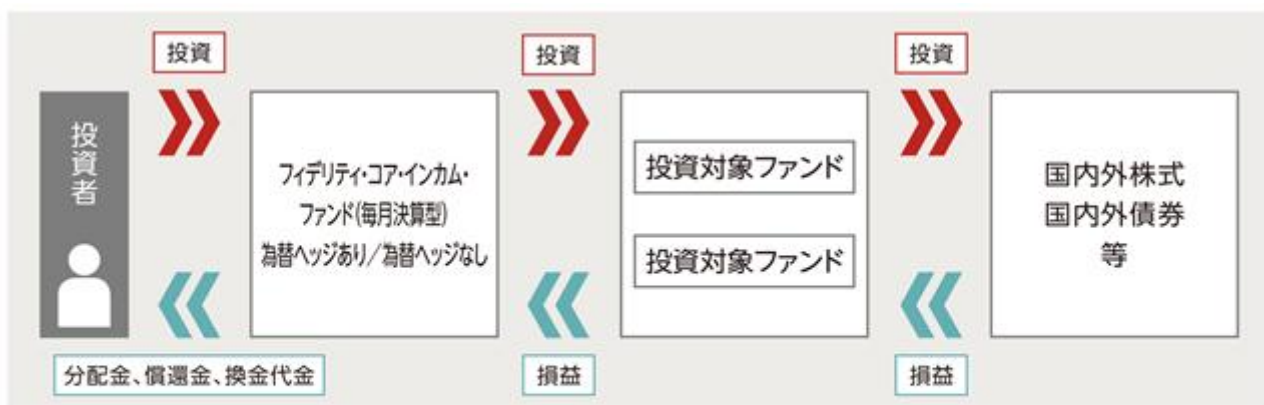 投資
投資
投資
投資者
フィデリティ・コア・インカム・
ファンド(毎月決算型)
為替ヘッジあり/為替ヘッジなし
投資対象ファンド
投資対象ファンド
国内外株式
国内外債券
等
分配金、償還金、換金代金
損益
損益